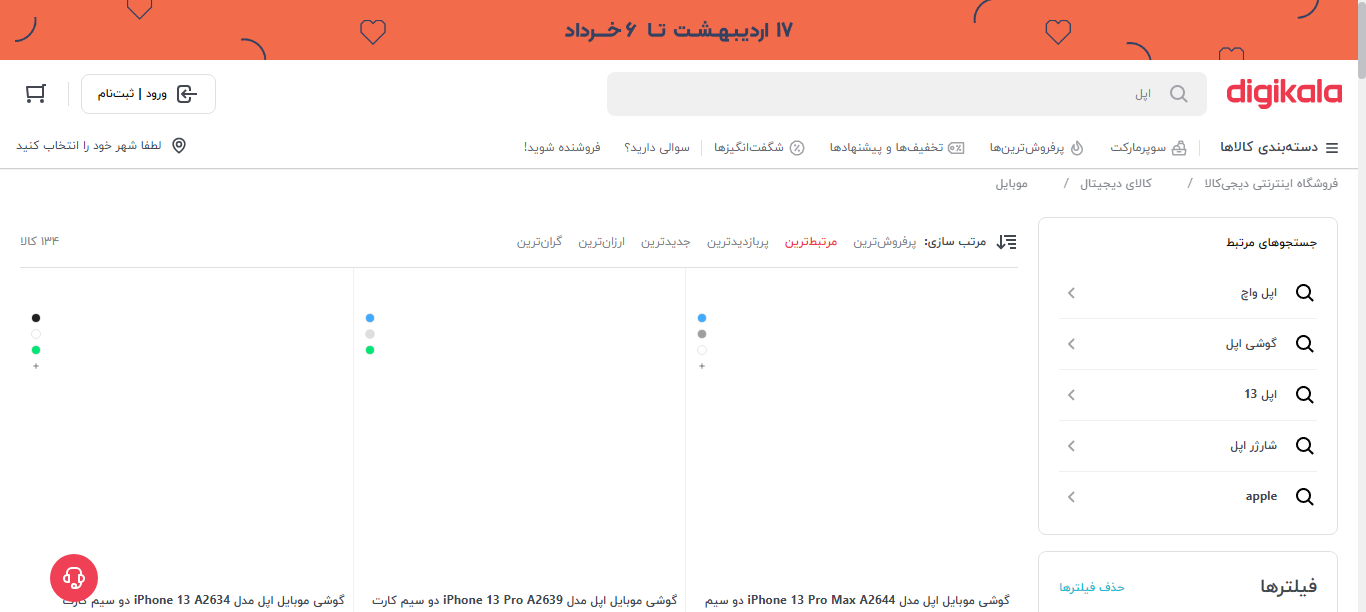 ۱۷ اردیبهشت تا ۶ خرداد
digikala
اپل
ورود | ثبت‌نام
دسته‌بندی کالاها
سوپرمارکت
پرفروش‌ترین‌ها
تخفیف‌ها و پیشنهادها
شگفت‌انگیزها
سوالی دارید؟
فروشنده شوید!
لطفا شهر خود را انتخاب کنید
فروشگاه اینترنتی دیجی‌کالا / کالای دیجیتال / موبایل
جستجوهای مرتبط
اپل واچ
گوشی اپل
اپل 13
شارژر اپل
apple
فیلترها
حذف فیلترها
مرتب سازی: پرفروش‌ترین مرتبط‌ترین پربازدیدترین جدیدترین ارزان‌ترین گران‌ترین
۱۳۴ کالا
+
+
گوشی موبایل اپل مدل iPhone 13 Pro Max A2644 دو سیم
گوشی موبایل اپل مدل iPhone 13 Pro A2639 دو سیم کارت
گوشی موبایل اپل مدل iPhone 13 A2634 دو سیم کارت